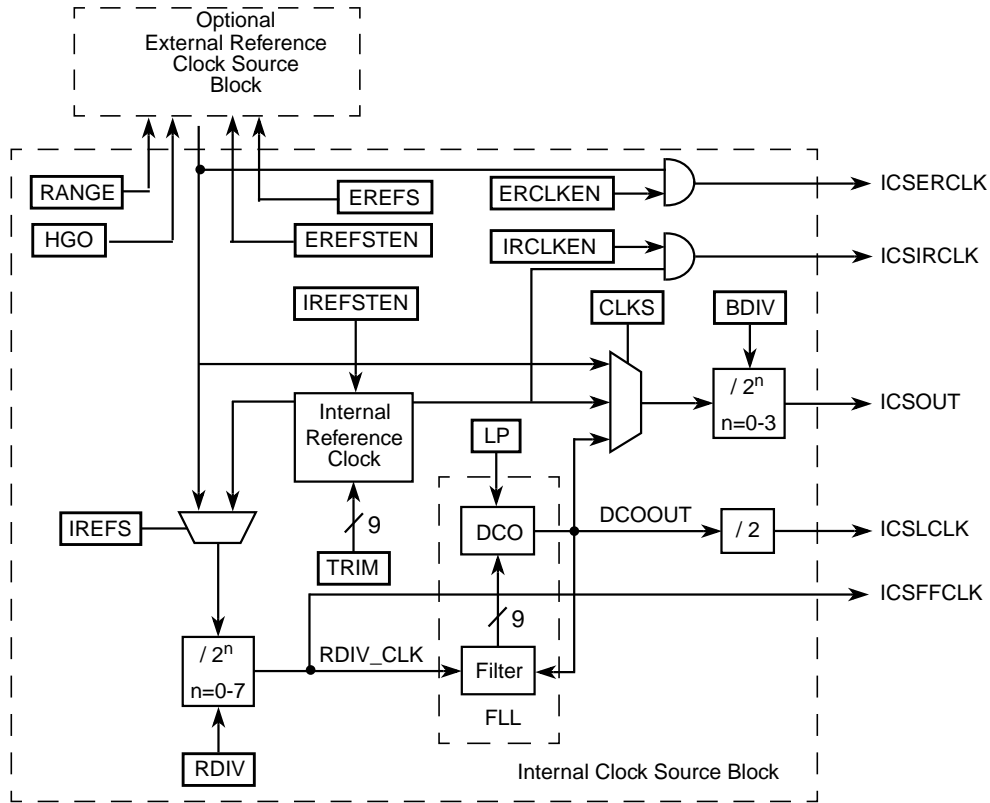 Optional
External Reference
Clock Source
Block
RANGE
EREFS
ERCLKEN
ICSERCLK
HGO
EREFSTEN
IRCLKEN
ICSIRCLK
IREFSTEN
CLKS
BDIV
Internal
Reference
Clock
/ 2n
n=0-3
ICSOUT
LP
IREFS
9
TRIM
DCO
DCOOUT
/ 2
ICSLCLK
ICSFFCLK
9
/ 2n
n=0-7
RDIV_CLK
Filter
FLL
RDIV
Internal Clock Source Block